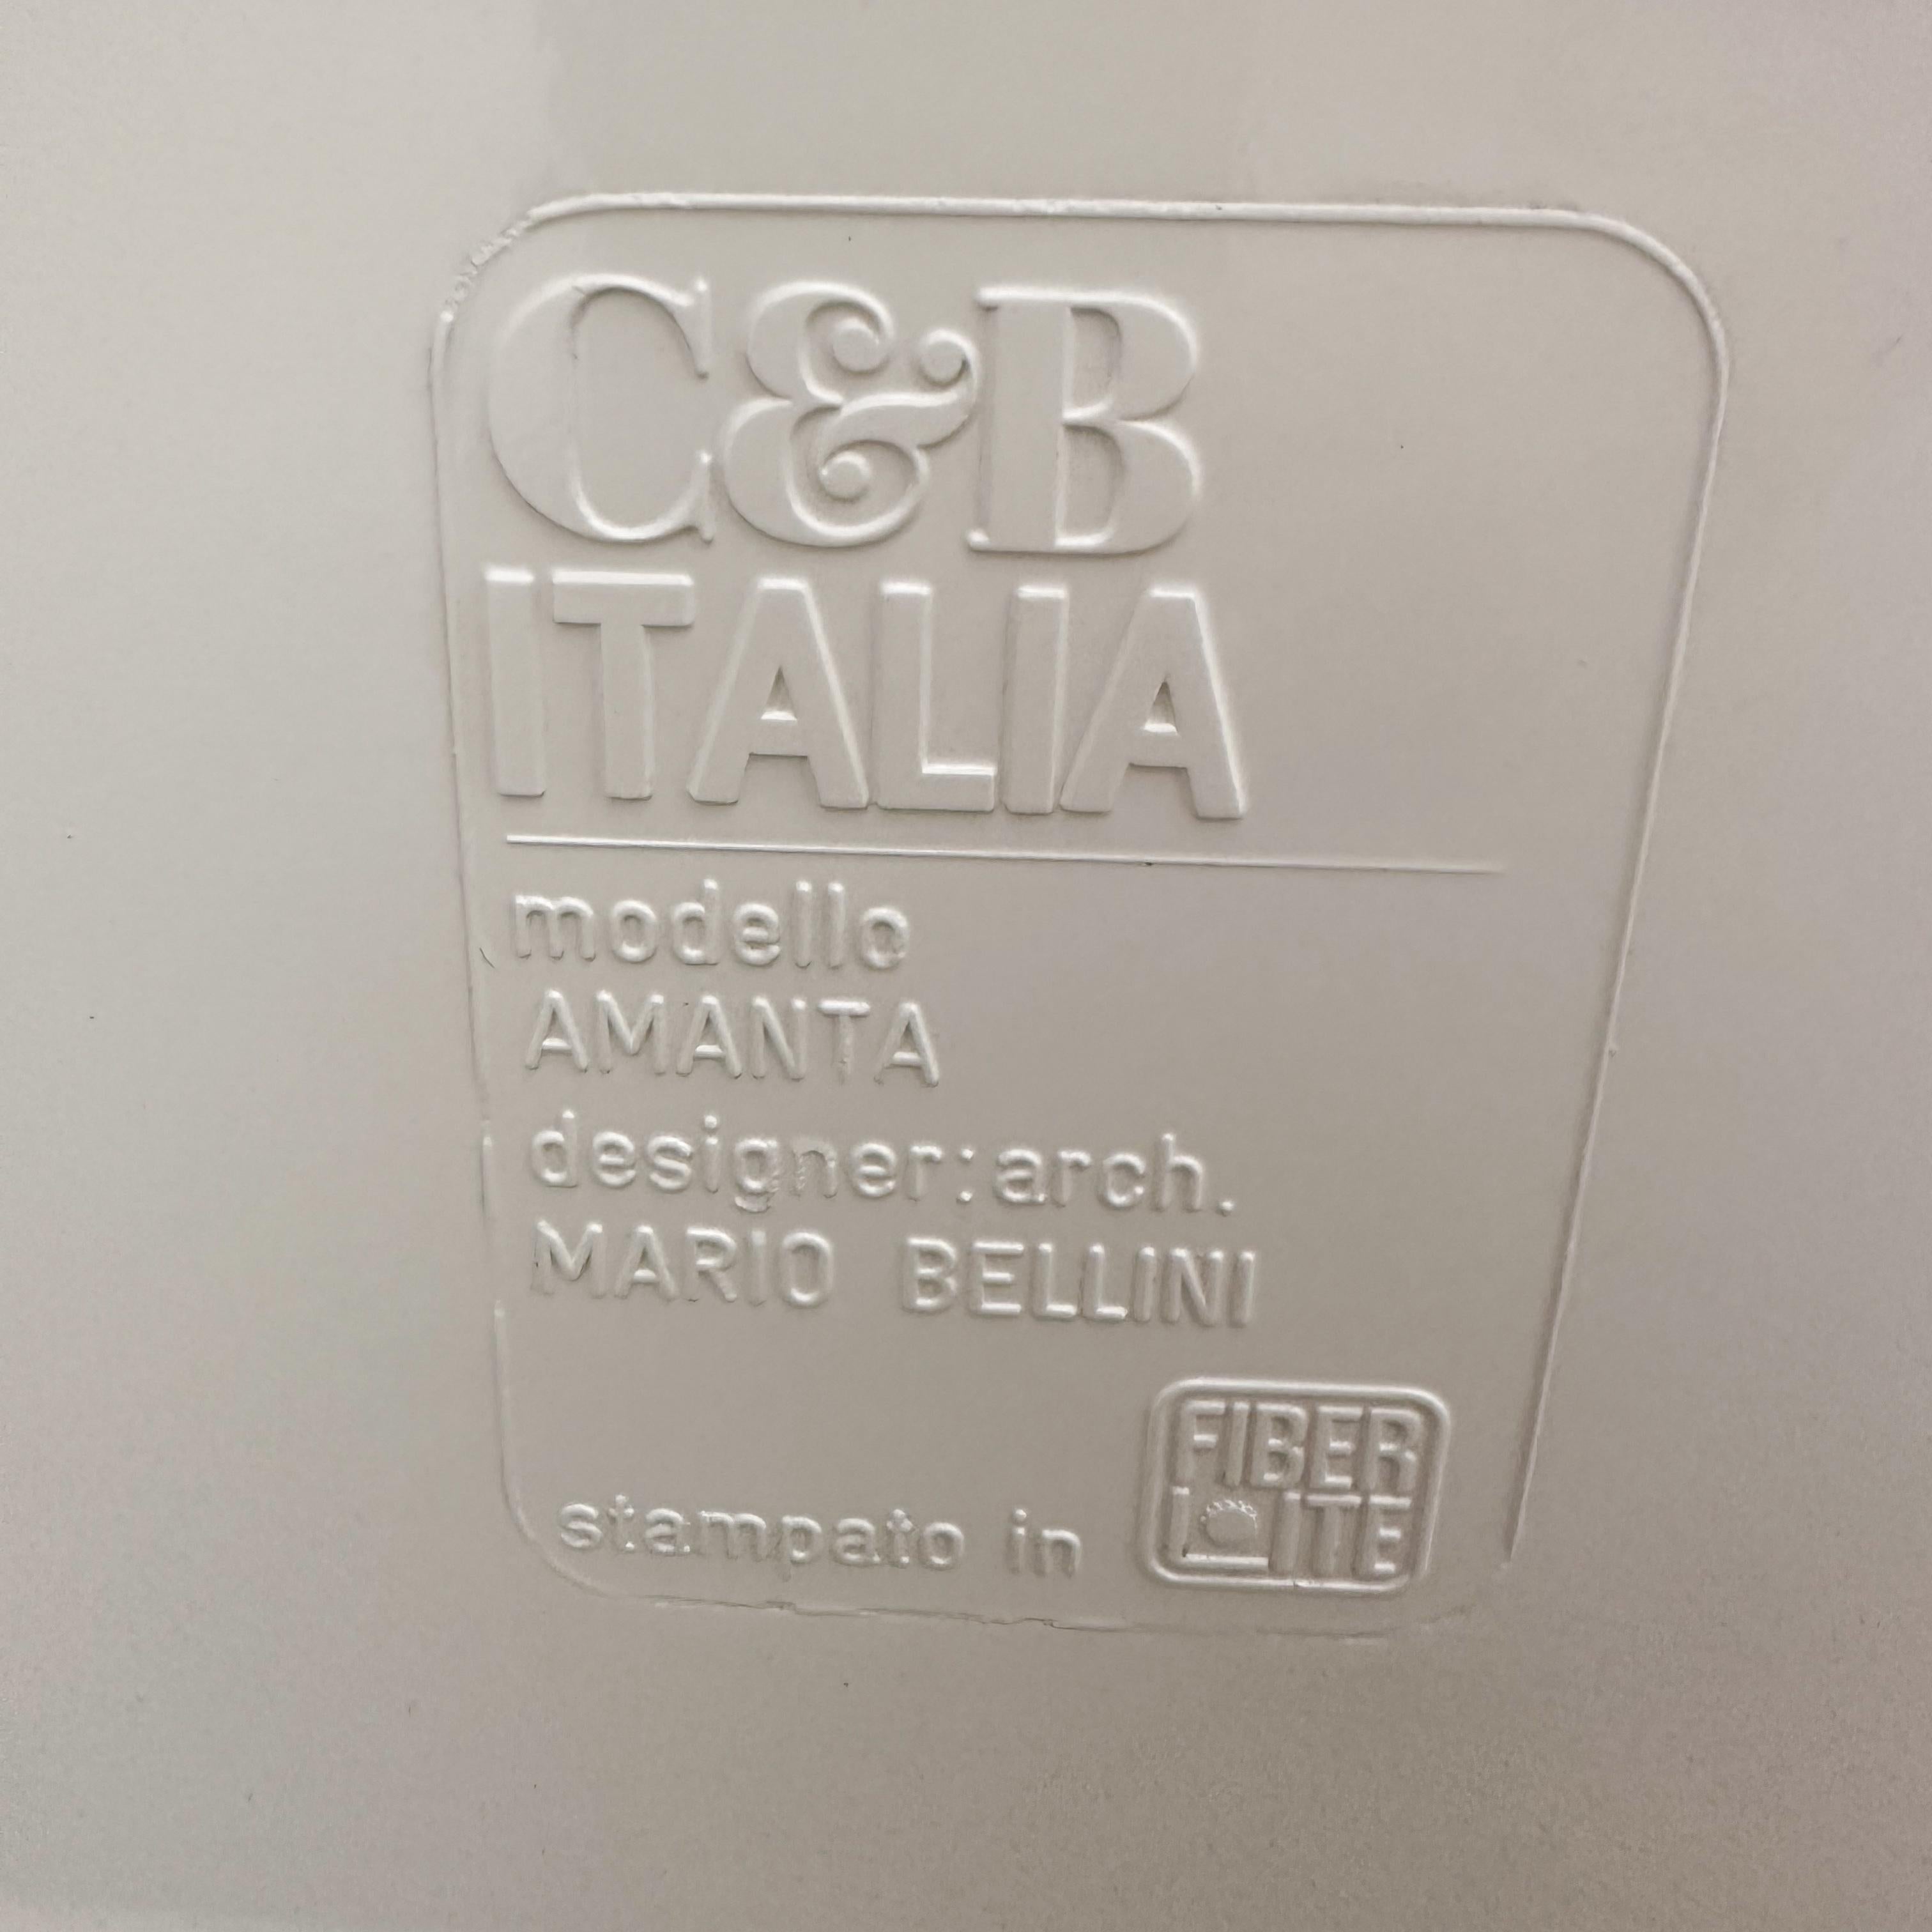 C&B
ITALIA
modello
AMANTA
designer:arch.
MARIO BELLINI
stampato in
FIBER
LITE